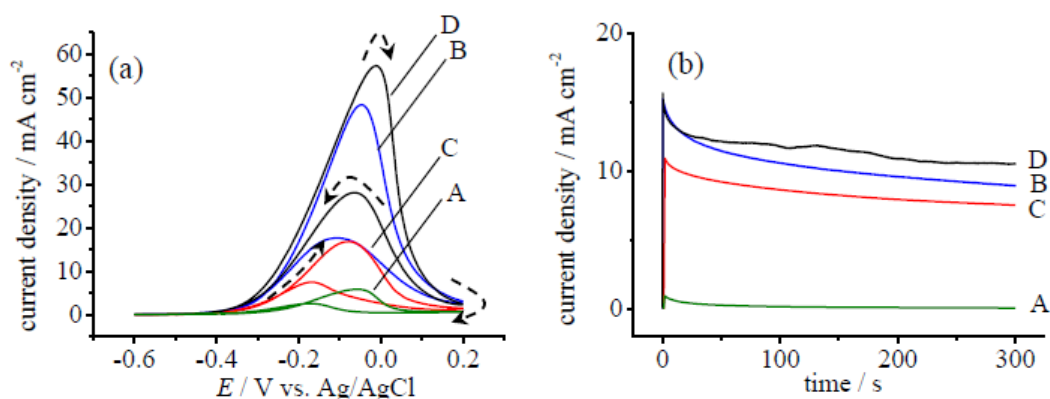 (a)
D
B
C
A
60
50
40
30
20
10
0
-0.6
-0.4
-0.2
0.0
0.2
current density / mA cm-2
E / V vs. Ag/AgCl
(b)
20
10
0
0
100
200
300
D
B
C
A
current density / mA cm-2
time / s